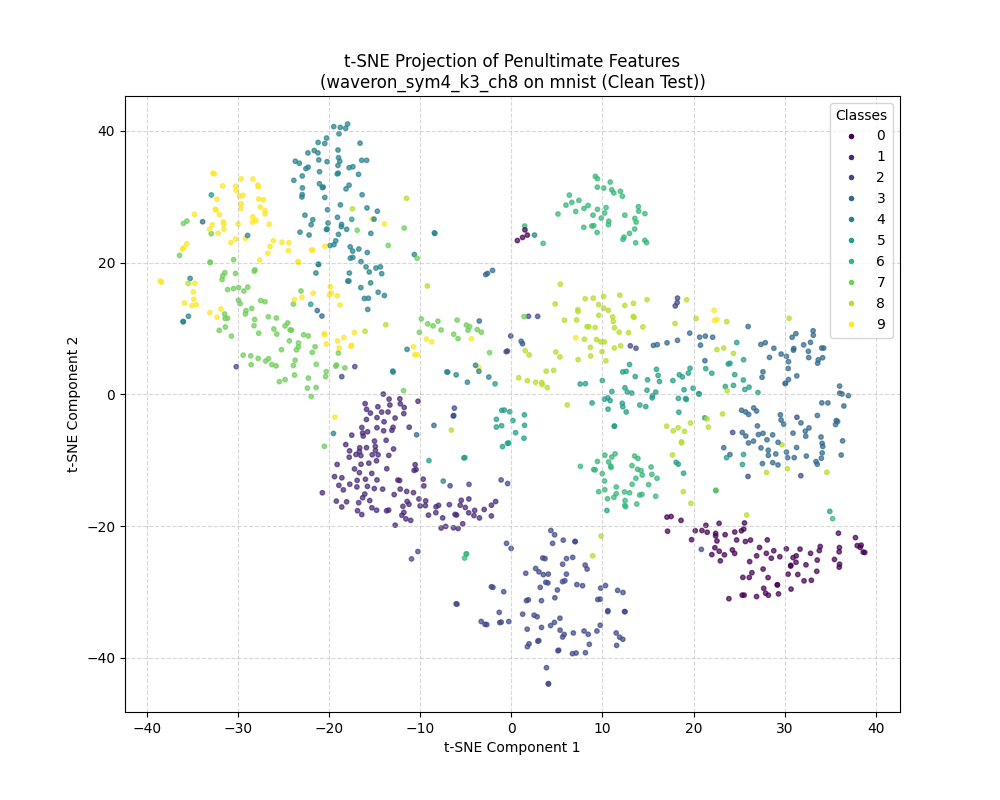 t-SNE Projection of Penultimate Features
(waveron_sym4_k3_ch8 on mnist (Clean Test))
Classes
0
1
2
3
4
5
6
7
8
9
40
20
0
−20
−40
t-SNE Component 2
−40 −30 −20 −10 0 10 20 30 40
t-SNE Component 1